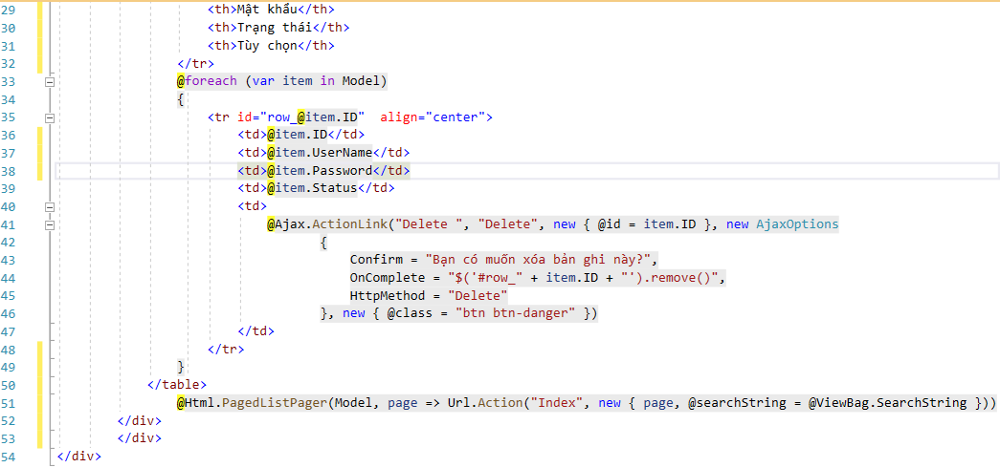 29 <th>Mật khẩu</th>
30 <th>Trạng thái</th>
31 <th>Tùy chọn</th>
32 </tr>
33 @foreach (var item in Model)
34 {
35 <tr id="row_@item.ID"  align="center">
36 <td>@item.ID</td>
37 <td>@item.UserName</td>
38 <td>@item.Password</td>
39 <td>@item.Status</td>
40 <td>
41 @Ajax.ActionLink("Delete ", "Delete", new { @id = item.ID }, new AjaxOptions
42 {
43 Confirm = "Bạn có muốn xóa bản ghi này?",
44 OnComplete = "$('#row_" + item.ID + "').remove()",
45 HttpMethod = "Delete"
46 }, new { @class = "btn btn-danger" })
47 </td>
48 </tr>
49 }
50 </table>
51 @Html.PagedListPager(Model, page => Url.Action("Index", new { page, @searchString = @ViewBag.SearchString }))
52 </div>
53 </div>
54 </div>